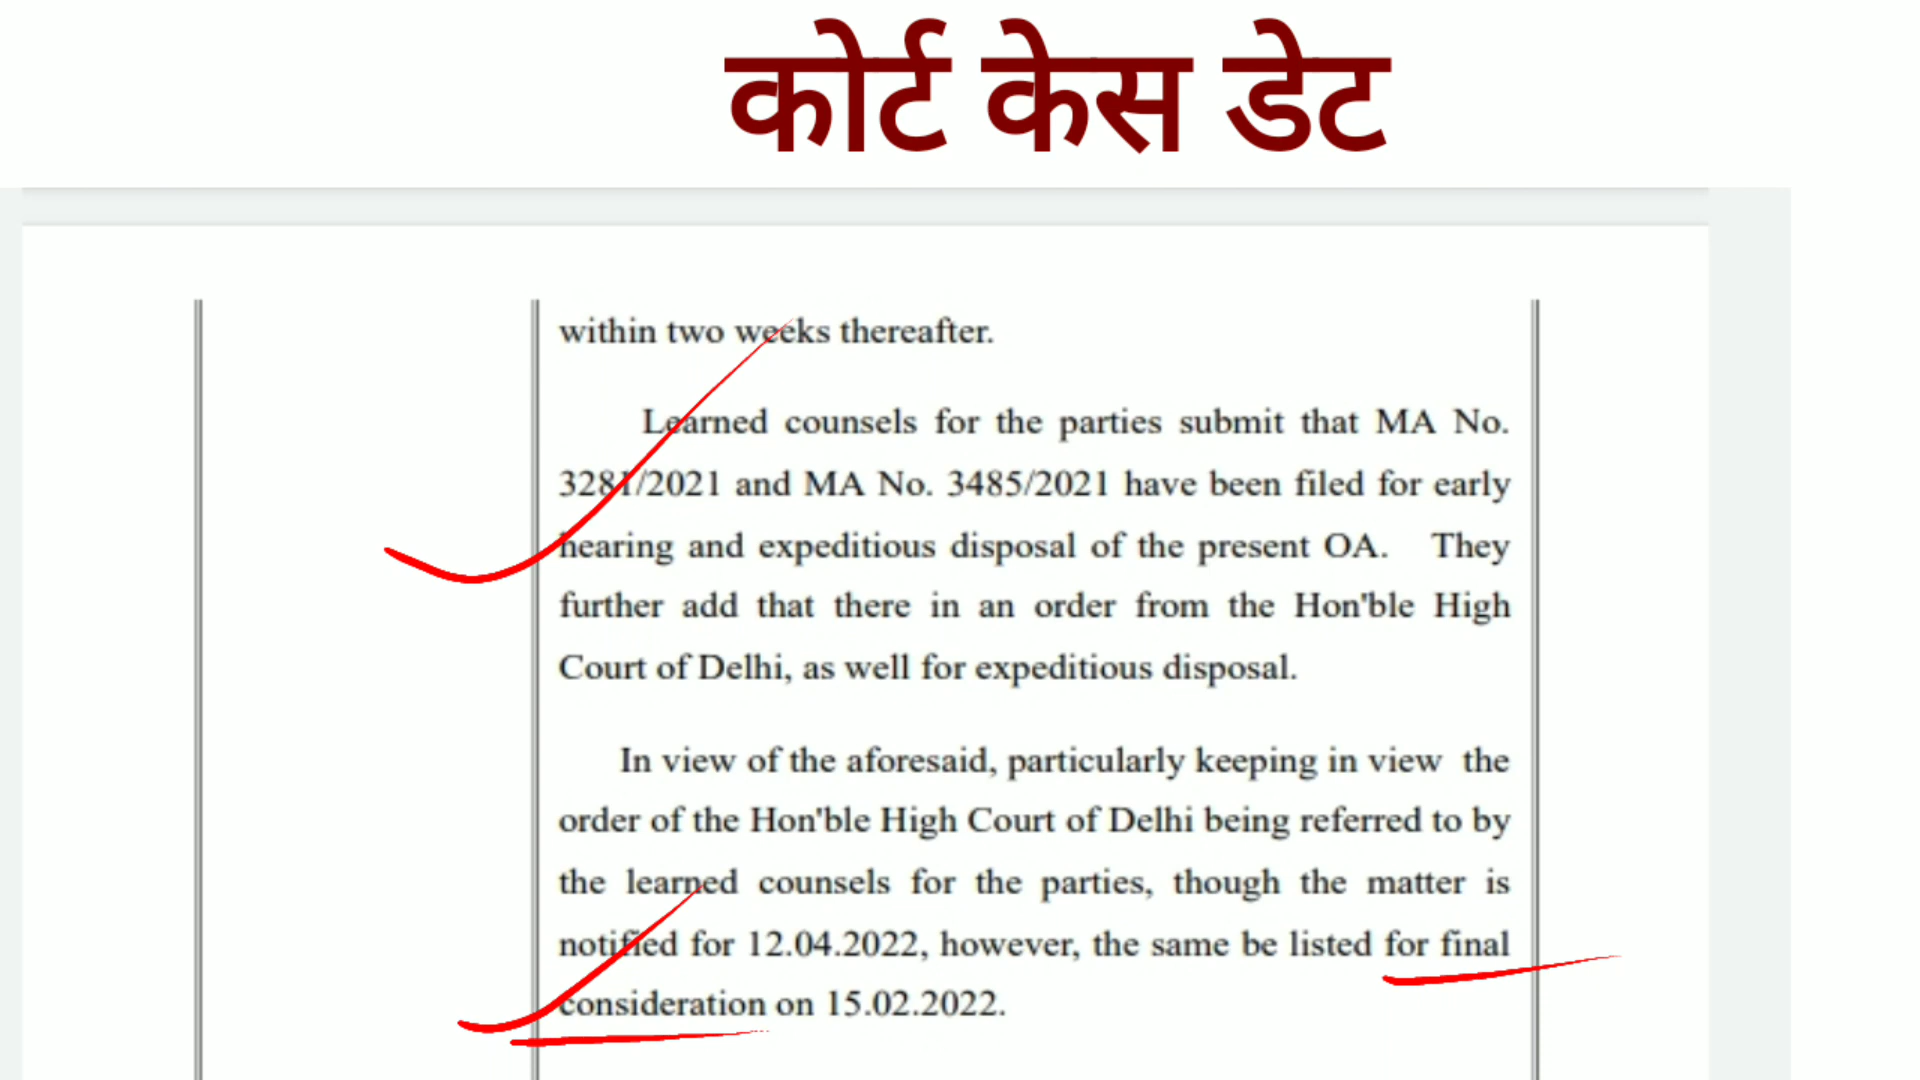 कोर्ट केस डेट
within two weeks thereafter.
Learned counsels for the parties submit that MA No.
3281/2021 and MA No. 3485/2021 have been filed for early
hearing and expeditious disposal of the present OA. They
further add that there in an order from the Hon'ble High
Court of Delhi, as well for expeditious disposal.
In view of the aforesaid, particularly keeping in view the
order of the Hon'ble High Court of Delhi being referred to by
the learned counsels for the parties, though the matter is
notified for 12.04.2022, however, the same be listed for final
consideration on 15.02.2022.